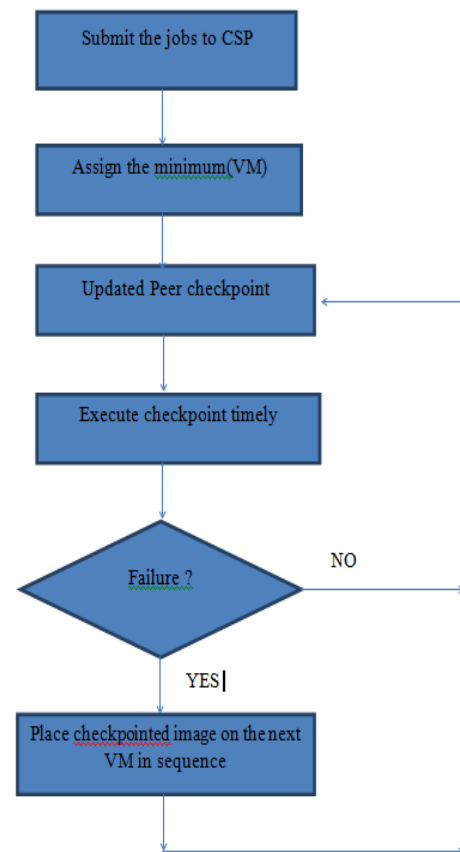 Submit the jobs to CSP
Assign the minimum(VM)
Updated Peer checkpoint
Execute checkpoint timely
Failure ?
NO
YES
Place checkpointed image on the next
VM in sequence